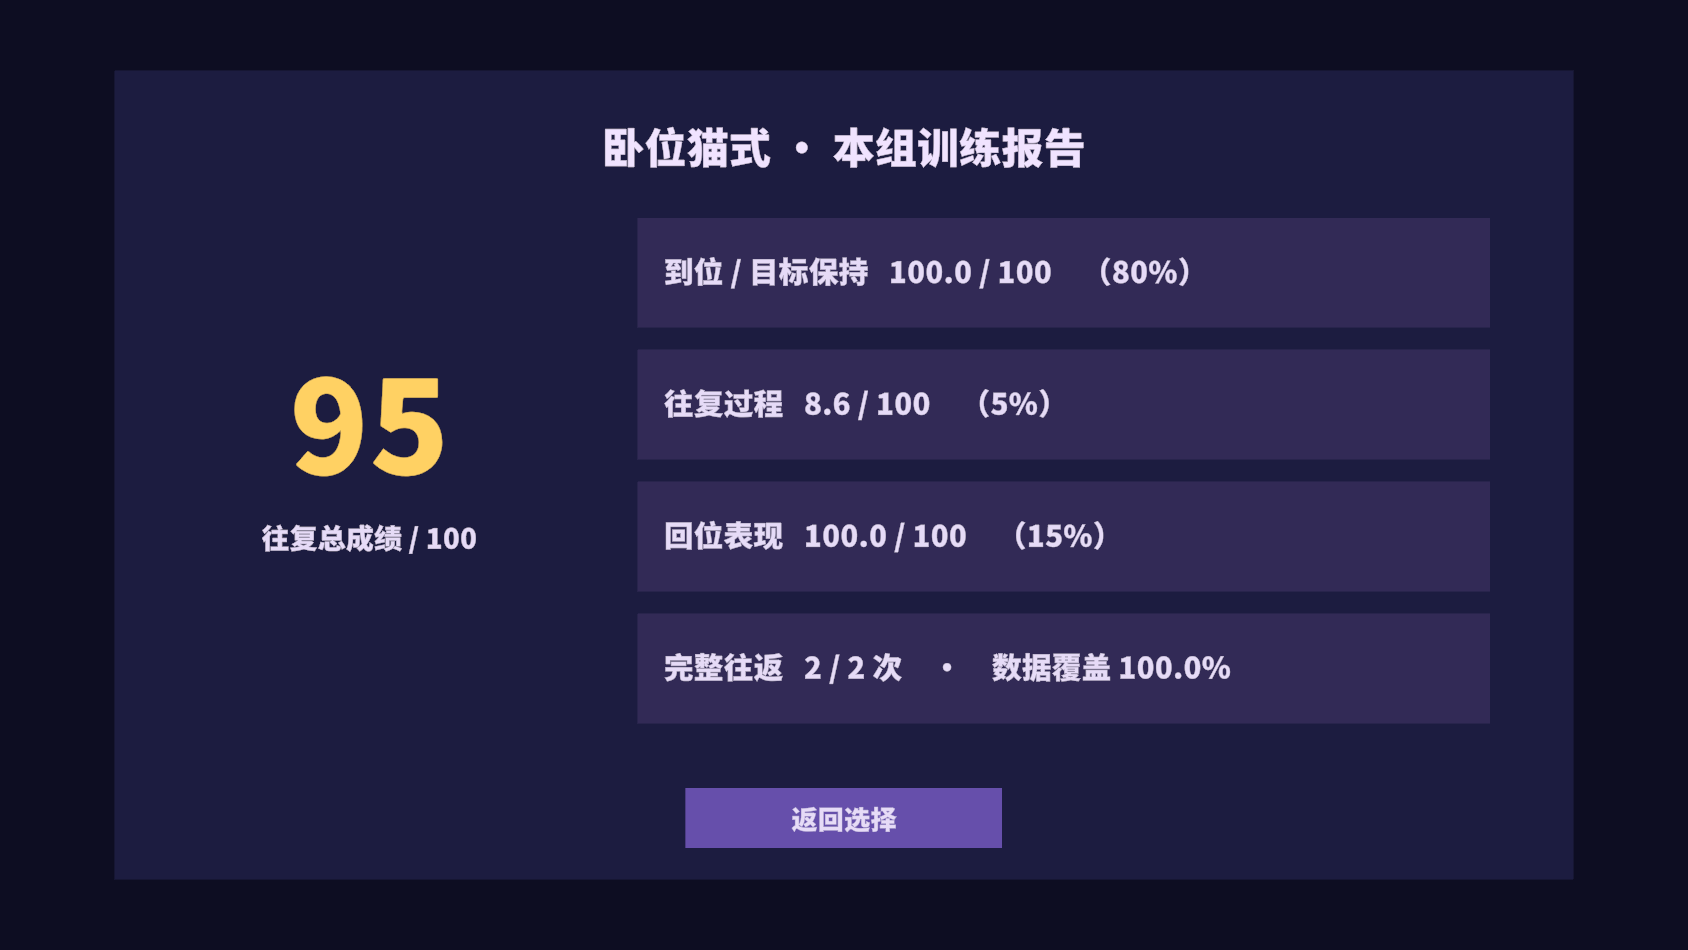 卧位猫式 · 本组训练报告
到位 / 目标保持 100.0 / 100 （80%）
往复过程 8.6 / 100 （5%）
95
往复总成绩 / 100
回位表现 100.0 / 100 （15%）
完整往返 2 / 2 次 · 数据覆盖 100.0%
返回选择